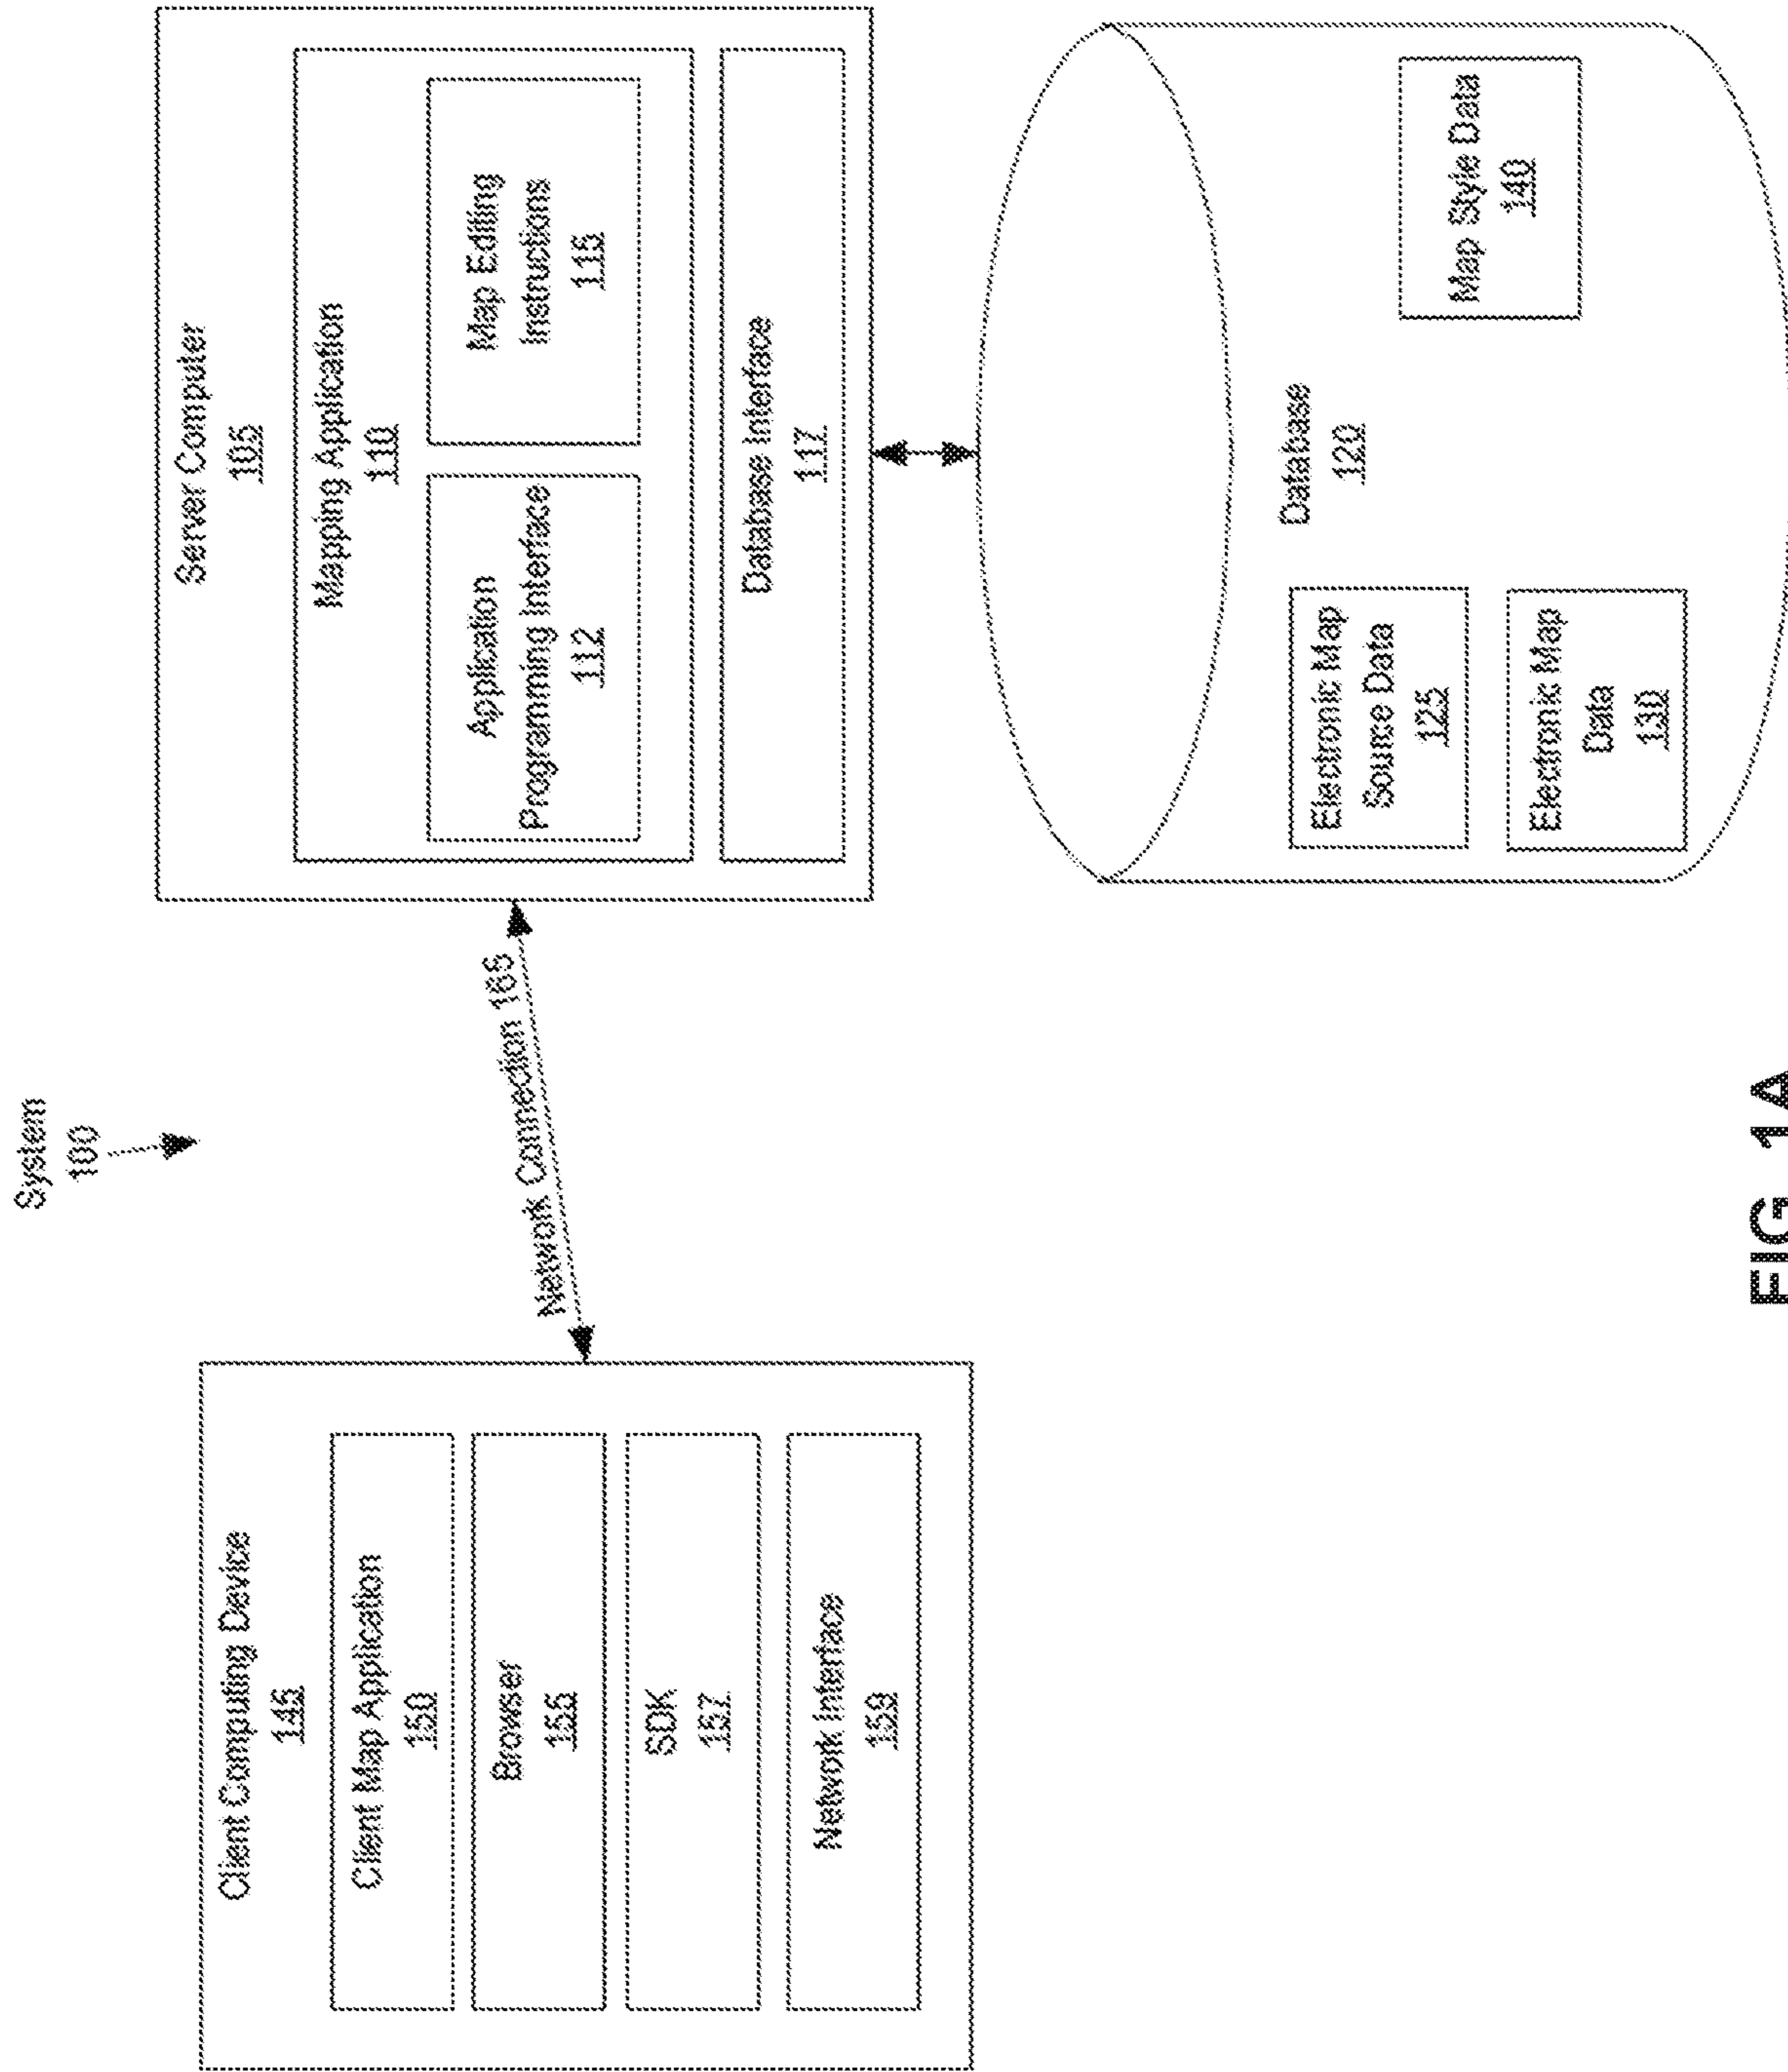 System
100
Client Computing Device
145
Client Map Application
150
Browser
155
SDK
157
Network Interface
159
Network Connection 165
Server Computer
105
Mapping Application
110
Application
Programming Interface
112
Map Editing
Instructions
115
Database Interface
117
Database
120
Electronic Map
Source Data
125
Electronic Map
Data
130
Map Style Data
140
FIG. 1A